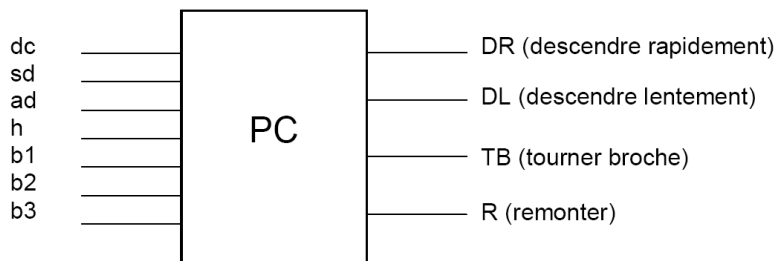 dc
sd
ad
h
b1
b2
b3
PC
DR (descendre rapidement)
DL (descendre lentement)
TB (tourner broche)
R (remonter)